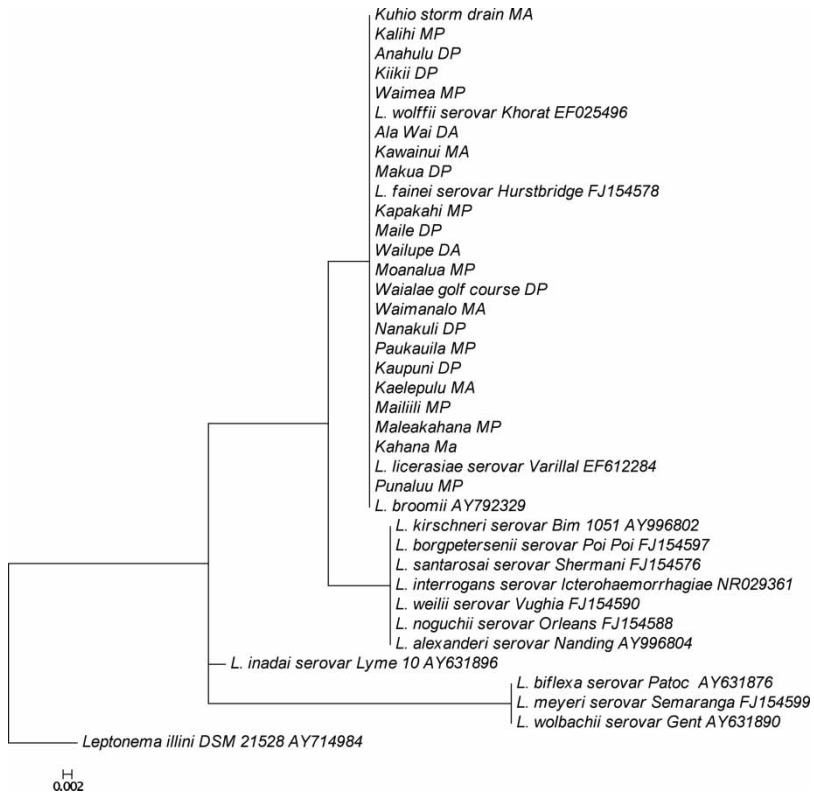 Kuhio storm drain MA
Kalihi MP
Anahulu DP
Kiikii DP
Waimea MP
L. wolffii serovar Khorat EF025496
Ala Wai DA
Kawainui MA
Makua DP
L. fainei serovar Hurstbridge FJ154578
Kapakahi MP
Maile DP
Wailupe DA
Moanalua MP
Waialae golf course DP
Waimanalo MA
Nanakuli DP
Paukauila MP
Kaupuni DP
Kaelepulu MA
Mailiili MP
Maleakahana MP
Kahana Ma
L. licerasiae serovar Varillal EF612284
Punaluu MP
L. broomii AY792329
L. kirschneri serovar Bim 1051 AY996802
L. borgpetersenii serovar Poi Poi FJ154597
L. santarosai serovar Shermani FJ154576
L. interrogans serovar Icterohaemorrhagiae NR029361
L. weilii serovar Vughia FJ154590
L. noguchii serovar Orleans FJ154588
L. alexanderi serovar Nanding AY996804
L. inadai serovar Lyme 10 AY631896
L. biflexa serovar Patoc AY631876
L. meyeri serovar Semaranga FJ154599
L. wolbachii serovar Gent AY631890
Leptonema illini DSM 21528 AY714984
0.002